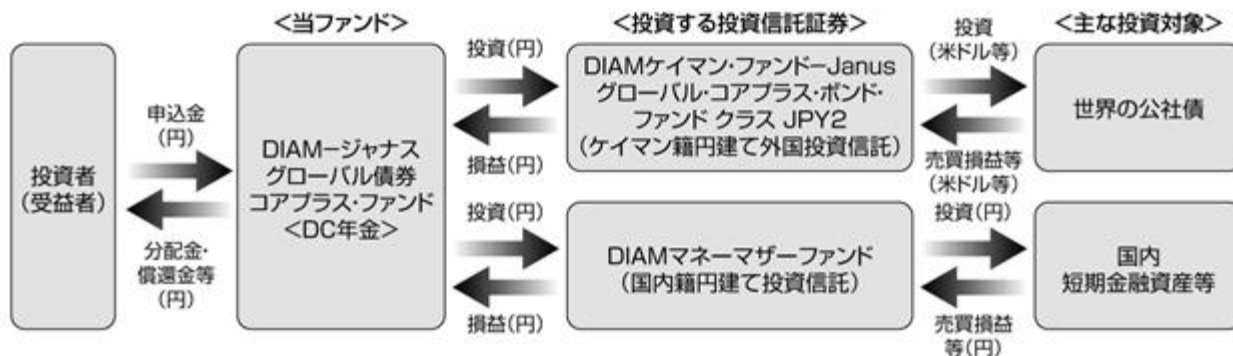 ＜当ファンド＞
＜投資する投資信託証券＞
＜主な投資対象＞
投資者
(受益者)
申込金
(円)
分配金・
償還金等
(円)
DIAMージャナス
グローバル債券
コアプラス・ファンド
＜DC年金＞
投資(円)
損益(円)
投資(円)
損益(円)
DIAMケイマン・ファンドーJanus
グローバル・コアプラス・ボンド・
ファンド クラス JPY2
(ケイマン籍円建て外国投資信託)
DIAMマネーマザーファンド
(国内籍円建て投資信託)
投資
(米ドル等)
売買損益等
(米ドル等)
投資(円)
売買損益
等(円)
世界の公社債
国内
短期金融資産等